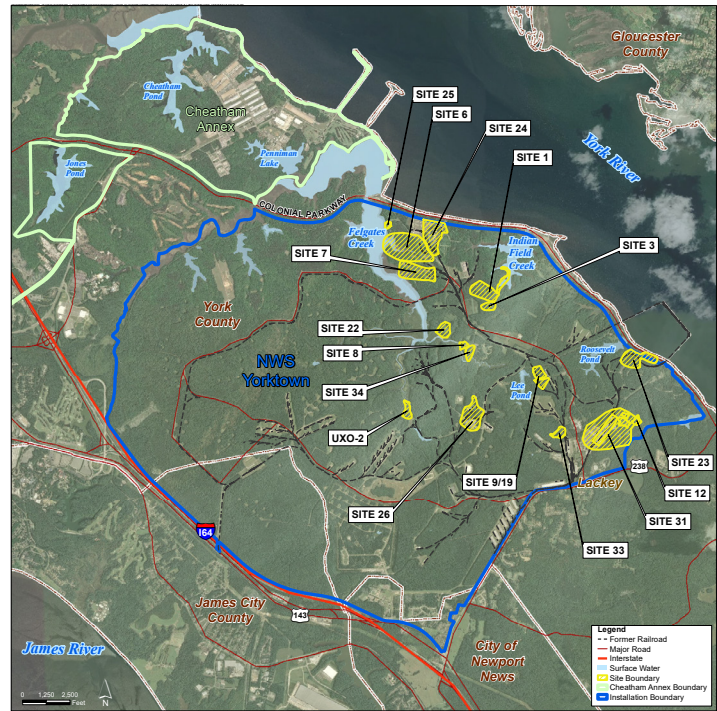 Gloucester
County
Cheatham
Pond
Cheatham
Annex
SITE 25
SITE 6
SITE 24
SITE 1
York River
Penniman
Lake
Jones
Pond
COLONIAL PARKWAY
Felgates
Creek
Indian
Field
Creek
SITE 3
SITE 7
York
County
SITE 22
SITE 8
SITE 34
NWS
Yorktown
Roosevelt
Pond
Lee
Pond
UXO-2
SITE 23
SITE 9/19
238
SITE 12
Lackey
SITE 26
SITE 31
I64
SITE 33
James City
County
143
James River
City of
Newport
News
Legend
Former Railroad
Major Road
Interstate
Surface Water
Site Boundary
Cheatham Annex Boundary
Installation Boundary
0 1,250 2,500
Feet
N